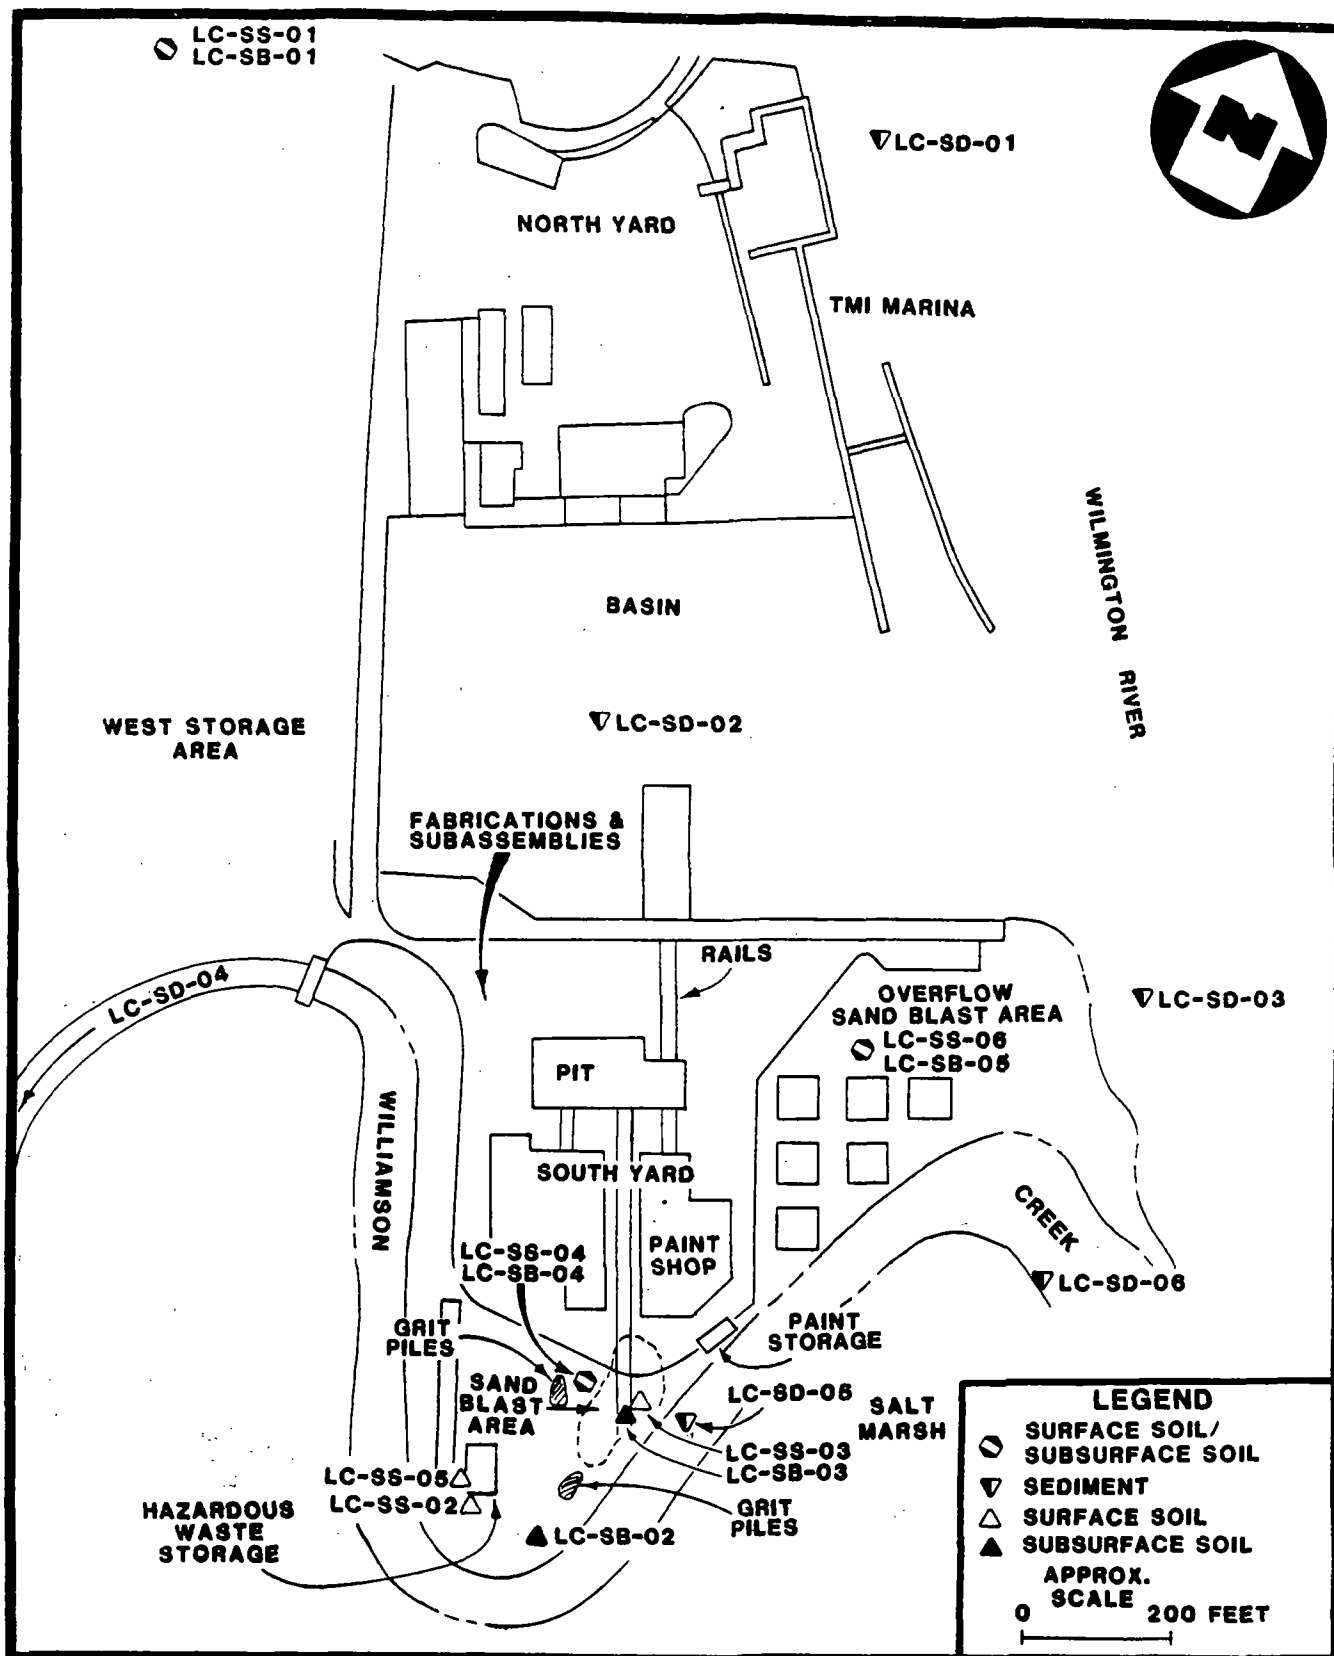 LC-SS-01
LC-SB-01
N
LC-SD-01
NORTH YARD
TMI MARINA
WILMINGTON RIVER
BASIN
WEST STORAGE
AREA
LC-SD-02
FABRICATIONS &
SUBASSEMBLIES
RAILS
LC-SD-04
OVERFLOW
SAND BLAST AREA
LC-SS-06
LC-SB-05
LC-SD-03
PIT
WILLIAMSON
SOUTH YARD
CREEK
PAINT
SHOP
LC-SS-04
LC-SB-04
LC-SD-06
GRIT
PILES
PAINT
STORAGE
SAND
BLAST
AREA
LC-SD-05
SALT
MARSH
LC-SS-03
LC-SB-03
LC-SS-05
LC-SS-02
GRIT
PILES
HAZARDOUS
WASTE
STORAGE
LC-SB-02
LEGEND
SURFACE SOIL/
SUBSURFACE SOIL
SEDIMENT
SURFACE SOIL
SUBSURFACE SOIL
APPROX.
SCALE
0 200 FEET